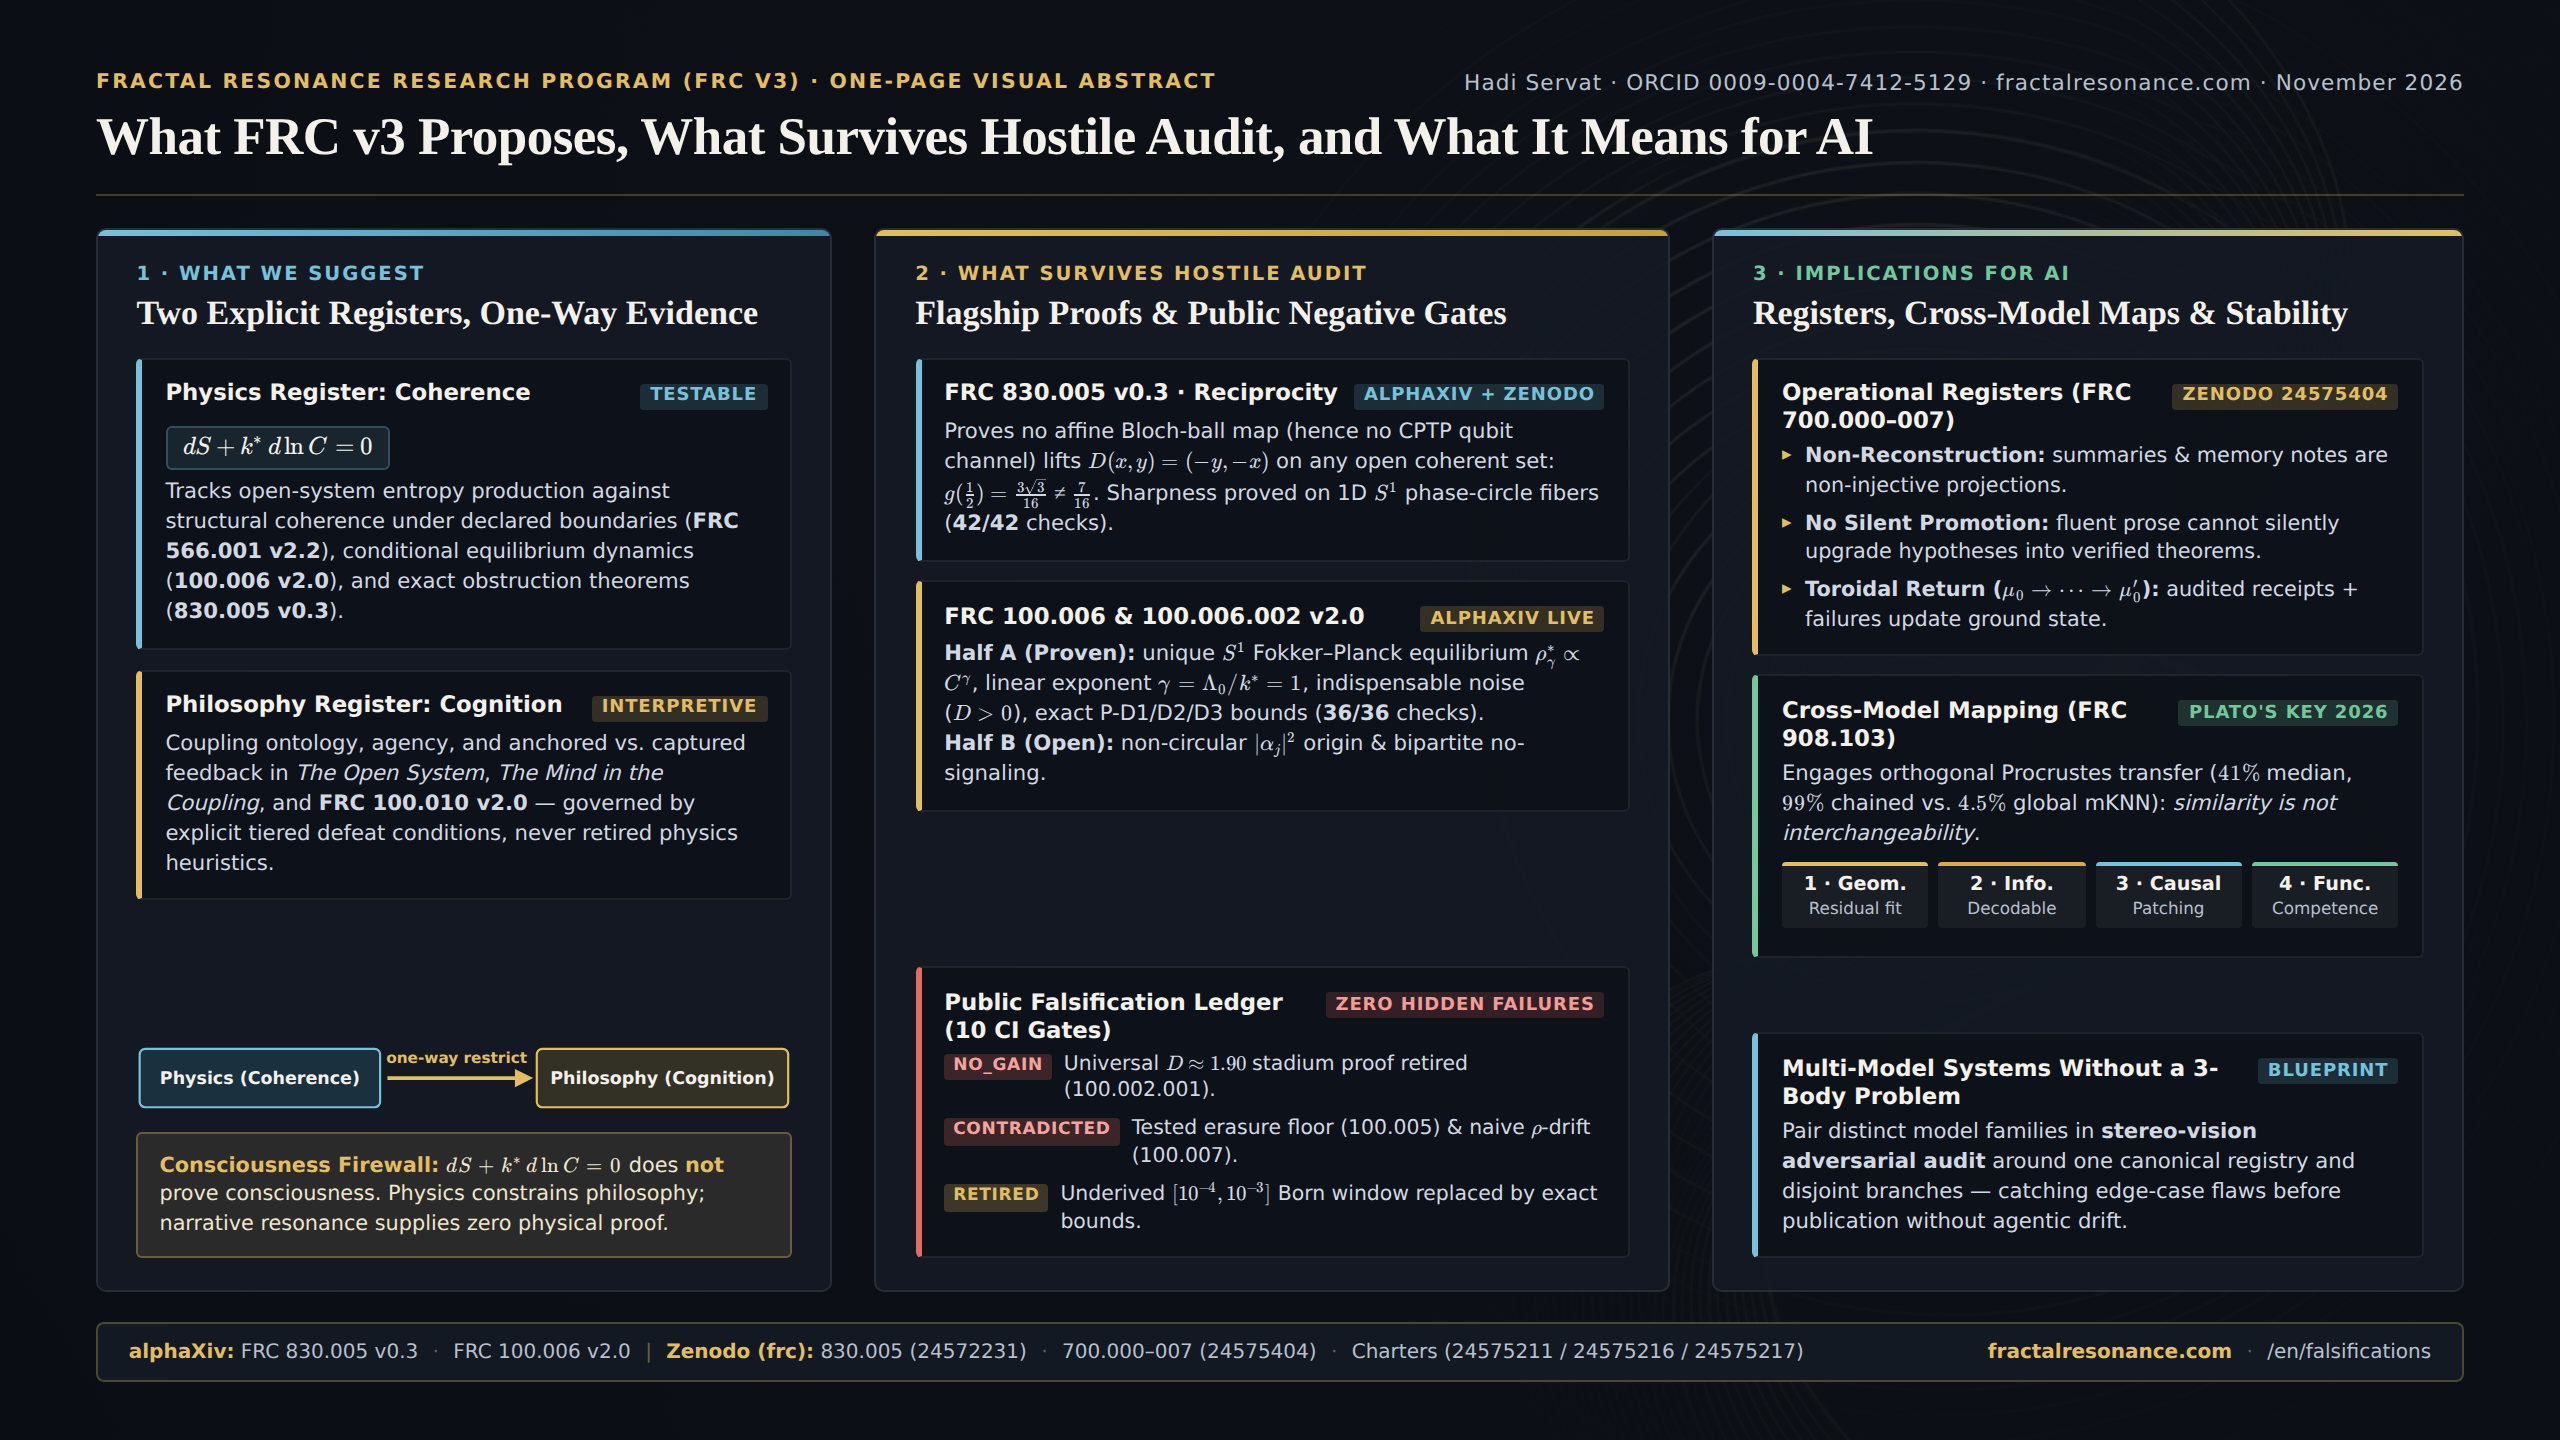 FRACTAL RESONANCE RESEARCH PROGRAM (FRC V3) · ONE-PAGE VISUAL ABSTRACT
Hadi Servat · ORCID 0009-0004-7412-5129 · fractalresonance.com · November 2026
What FRC v3 Proposes, What Survives Hostile Audit, and What It Means for AI
1 · WHAT WE SUGGEST
Two Explicit Registers, One-Way Evidence
Physics Register: Coherence
TESTABLE
dS + k* d ln C = 0
Tracks open-system entropy production against
structural coherence under declared boundaries (FRC
566.001 v2.2), conditional equilibrium dynamics
(100.006 v2.0), and exact obstruction theorems
(830.005 v0.3).
Philosophy Register: Cognition
INTERPRETIVE
Coupling ontology, agency, and anchored vs. captured
feedback in The Open System, The Mind in the
Coupling, and FRC 100.010 v2.0 — governed by
explicit tiered defeat conditions, never retired physics
heuristics.
Physics (Coherence)
one-way restrict
Philosophy (Cognition)
Consciousness Firewall: dS + k* d ln C = 0 does not
prove consciousness. Physics constrains philosophy;
narrative resonance supplies zero physical proof.
2 · WHAT SURVIVES HOSTILE AUDIT
Flagship Proofs & Public Negative Gates
FRC 830.005 v0.3 · Reciprocity
ALPHAXIV + ZENODO
Proves no affine Bloch-ball map (hence no CPTP qubit
channel) lifts D(x, y) = (−y, −x) on any open coherent set:
g(1/2) = 3√3/16 ≠ 7/16. Sharpness proved on 1D S¹ phase-circle fibers
(42/42 checks).
FRC 100.006 & 100.006.002 v2.0
ALPHAXIV LIVE
Half A (Proven): unique S¹ Fokker–Planck equilibrium ρ*_γ ∝
C^γ, linear exponent γ = Λ₀/k* = 1, indispensable noise
(D > 0), exact P-D1/D2/D3 bounds (36/36 checks).
Half B (Open): non-circular |α_j|² origin & bipartite no-
signaling.
Public Falsification Ledger
(10 CI Gates)
ZERO HIDDEN FAILURES
NO_GAIN
Universal D ≈ 1.90 stadium proof retired
(100.002.001).
CONTRADICTED
Tested erasure floor (100.005) & naive ρ-drift
(100.007).
RETIRED
Underived [10⁻⁴, 10⁻³] Born window replaced by exact
bounds.
3 · IMPLICATIONS FOR AI
Registers, Cross-Model Maps & Stability
Operational Registers (FRC
700.000–007)
ZENODO 24575404
▸ Non-Reconstruction: summaries & memory notes are
non-injective projections.
▸ No Silent Promotion: fluent prose cannot silently
upgrade hypotheses into verified theorems.
▸ Toroidal Return (μ₀ → ⋯ → μ′₀): audited receipts +
failures update ground state.
Cross-Model Mapping (FRC
908.103)
PLATO'S KEY 2026
Engages orthogonal Procrustes transfer (41% median,
99% chained vs. 4.5% global mKNN): similarity is not
interchangeability.
1 · Geom.
Residual fit
2 · Info.
Decodable
3 · Causal
Patching
4 · Func.
Competence
Multi-Model Systems Without a 3-
Body Problem
BLUEPRINT
Pair distinct model families in stereo-vision
adversarial audit around one canonical registry and
disjoint branches — catching edge-case flaws before
publication without agentic drift.
alphaXiv: FRC 830.005 v0.3 · FRC 100.006 v2.0 | Zenodo (frc): 830.005 (24572231) · 700.000–007 (24575404) · Charters (24575211 / 24575216 / 24575217)
fractalresonance.com · /en/falsifications